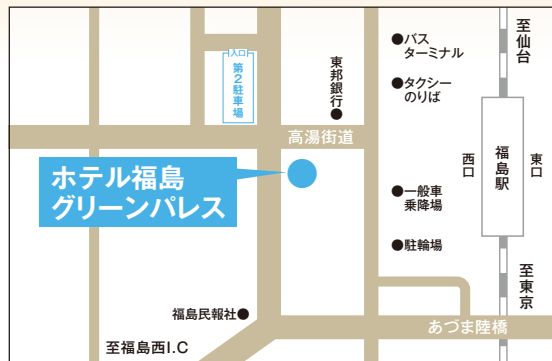 至仙台
バス
ターミナル
入口
第2駐車場
東邦銀行
タクシー
のりば
高湯街道
西口
福島駅
東口
ホテル福島
グリーンパレス
一般車
乗降場
駐輪場
至東京
福島民報社
あづま陸橋
至福島西I.C